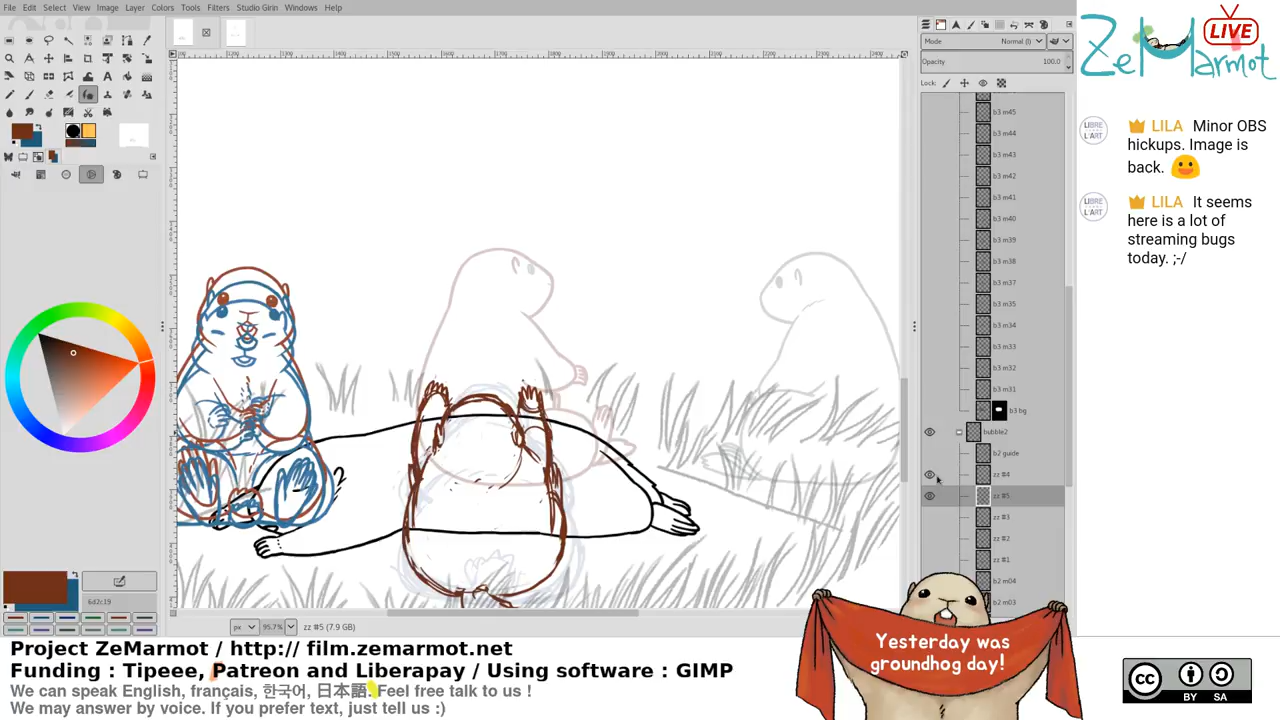 File Edit Select View Image Layer Colors Tools Filters Studio Girin Windows Help
Mode Normal (l)
Opacity 100.0
Lock:
b3 m45
b3 m44
b3 m43
b3 m42
b3 m41
b3 m40
b3 m39
b3 m38
b3 m37
b3 m35
b3 m34
b3 m33
b3 m32
b3 m31
b3 bg
bubble2
b2 guide
zz #4
zz #5
zz #3
zz #2
zz #1
b2 m04
b2 m03
6d2c19
px 95.7% zz #5 (7.9 GB)
ZeMarmot
LIVE
LIBRE
L'ART
LILA Minor OBS
hickups. Image is
back.
LIBRE
L'ART
LILA It seems
here is a lot of
streaming bugs
today. ;-/
Project ZeMarmot / http:// film.zemarmot.net
Funding : Tipeee, Patreon and Liberapay / Using software : GIMP
We can speak English, français, 한국어, 日本語. Feel free talk to us !
We may answer by voice. If you prefer text, just tell us :)
Yesterday was
groundhog day!
cc
BY SA